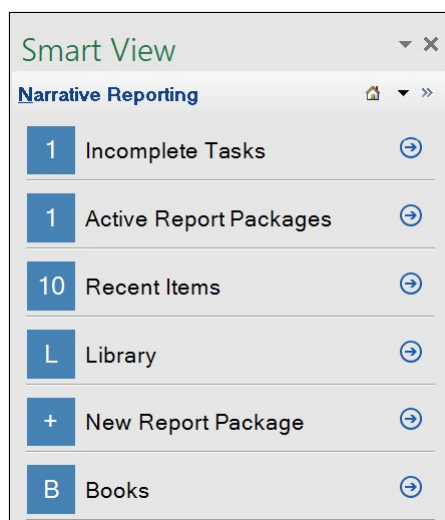 Smart View
Narrative Reporting
1 Incomplete Tasks
1 Active Report Packages
10 Recent Items
L Library
+ New Report Package
B Books